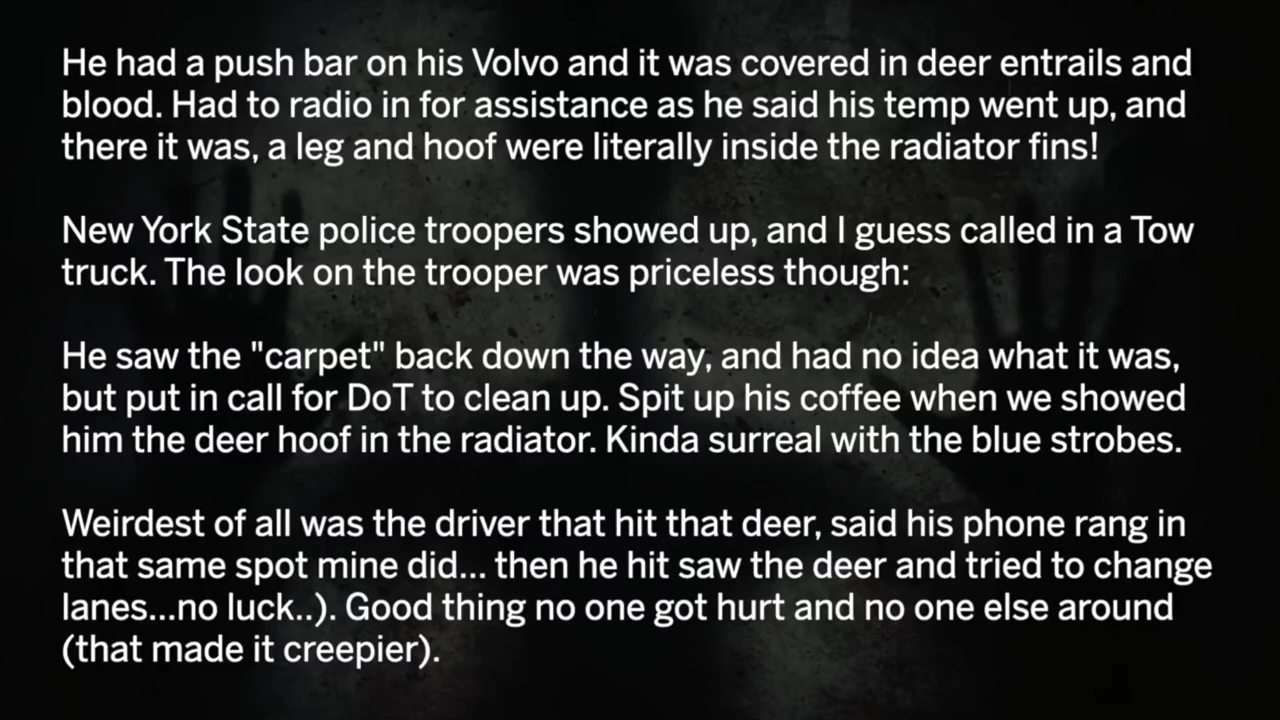 He had a push bar on his Volvo and it was covered in deer entrails and
blood. Had to radio in for assistance as he said his temp went up, and
there it was, a leg and hoof were literally inside the radiator fins!
New York State police troopers showed up, and I guess called in a Tow
truck. The look on the trooper was priceless though:
He saw the "carpet" back down the way, and had no idea what it was,
but put in call for DoT to clean up. Spit up his coffee when we showed
him the deer hoof in the radiator. Kinda surreal with the blue strobes.
Weirdest of all was the driver that hit that deer, said his phone rang in
that same spot mine did... then he hit saw the deer and tried to change
lanes...no luck..). Good thing no one got hurt and no one else around
(that made it creepier).